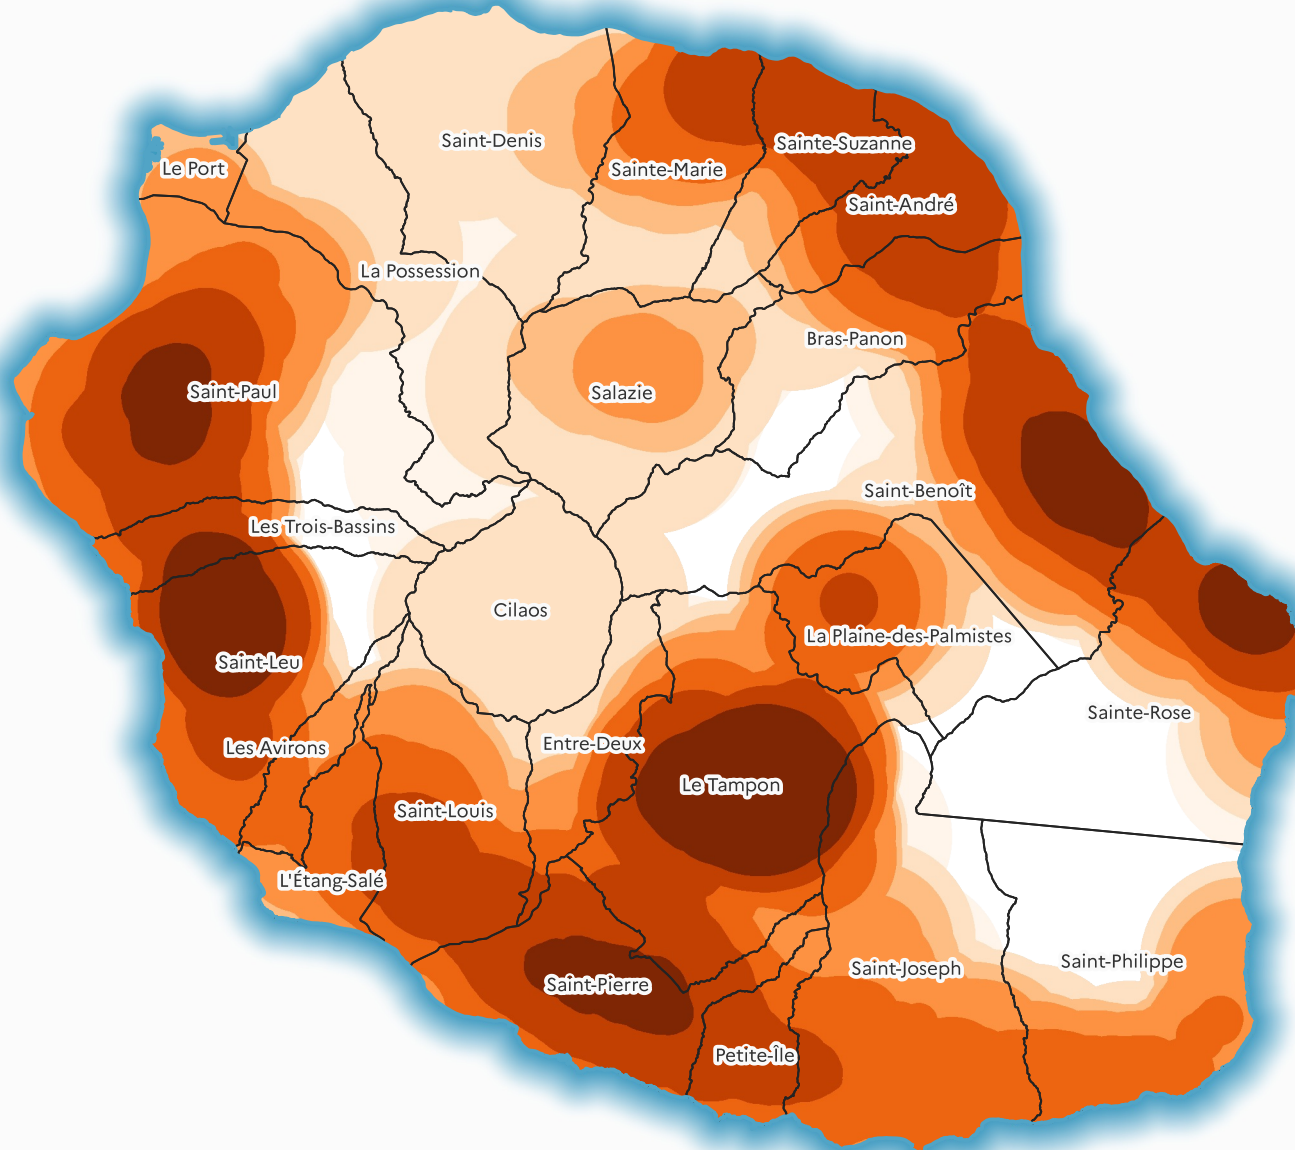 Saint-Denis
Sainte-Suzanne
Le Port
Sainte-Marie
Saint-André
La Possession
Bras-Panon
Saint-Paul
Salazie
Saint-Benoît
Les Trois-Bassins
Cilaos
La Plaine-des-Palmistes
Saint-Leu
Sainte-Rose
Les Avirons
Entre-Deux
Le Tampon
Saint-Louis
L'Étang-Salé
Saint-Philippe
Saint-Joseph
Saint-Pierre
Petite-Île